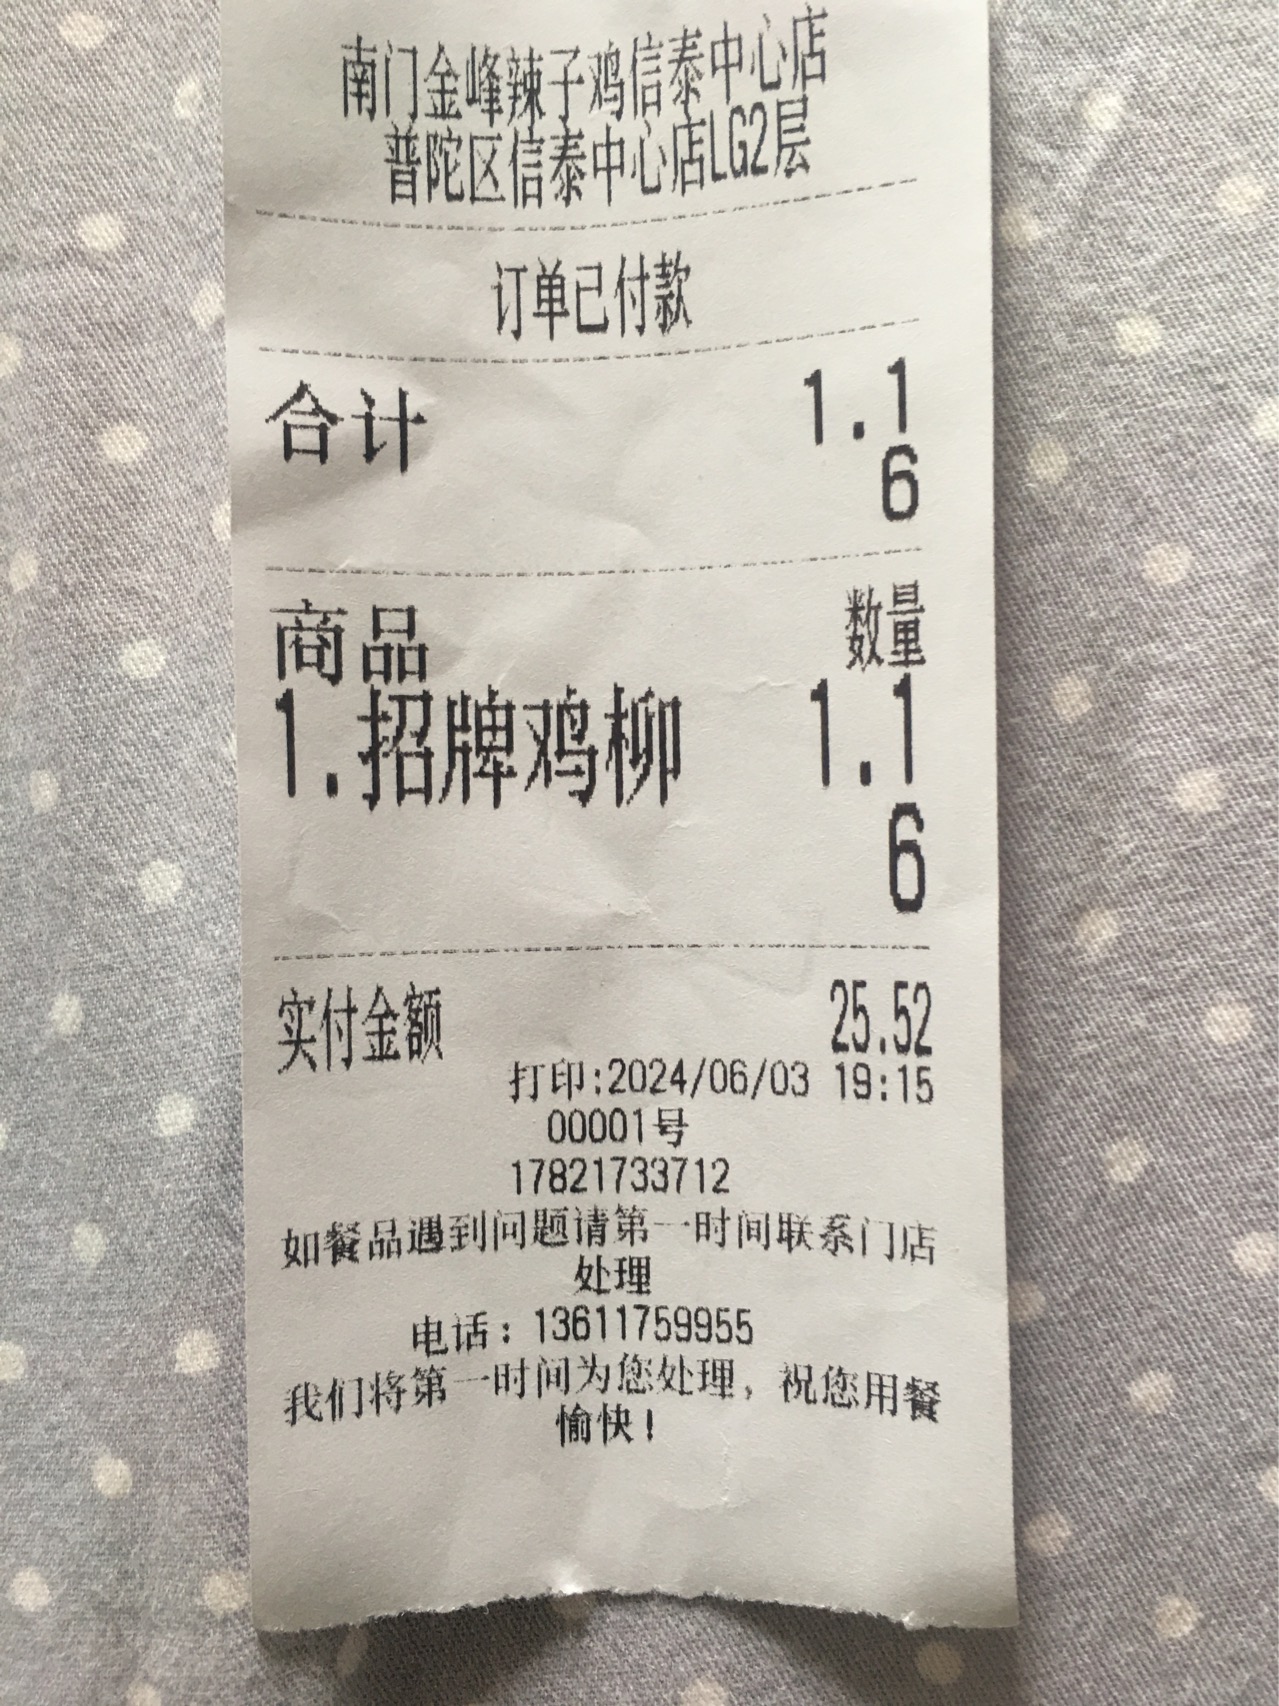 南门金峰辣子鸡信泰中心店
普陀区信泰中心店LG2层
订单已付款
合计 1.1
6
商品 数量
1.招牌鸡柳 1.1
6
实付金额 25.52
打印:2024/06/03 19:15
00001号
17821733712
如餐品遇到问题请第一时间联系门店
处理
电话：13611759955
我们将第一时间为您处理，祝您用餐
愉快！